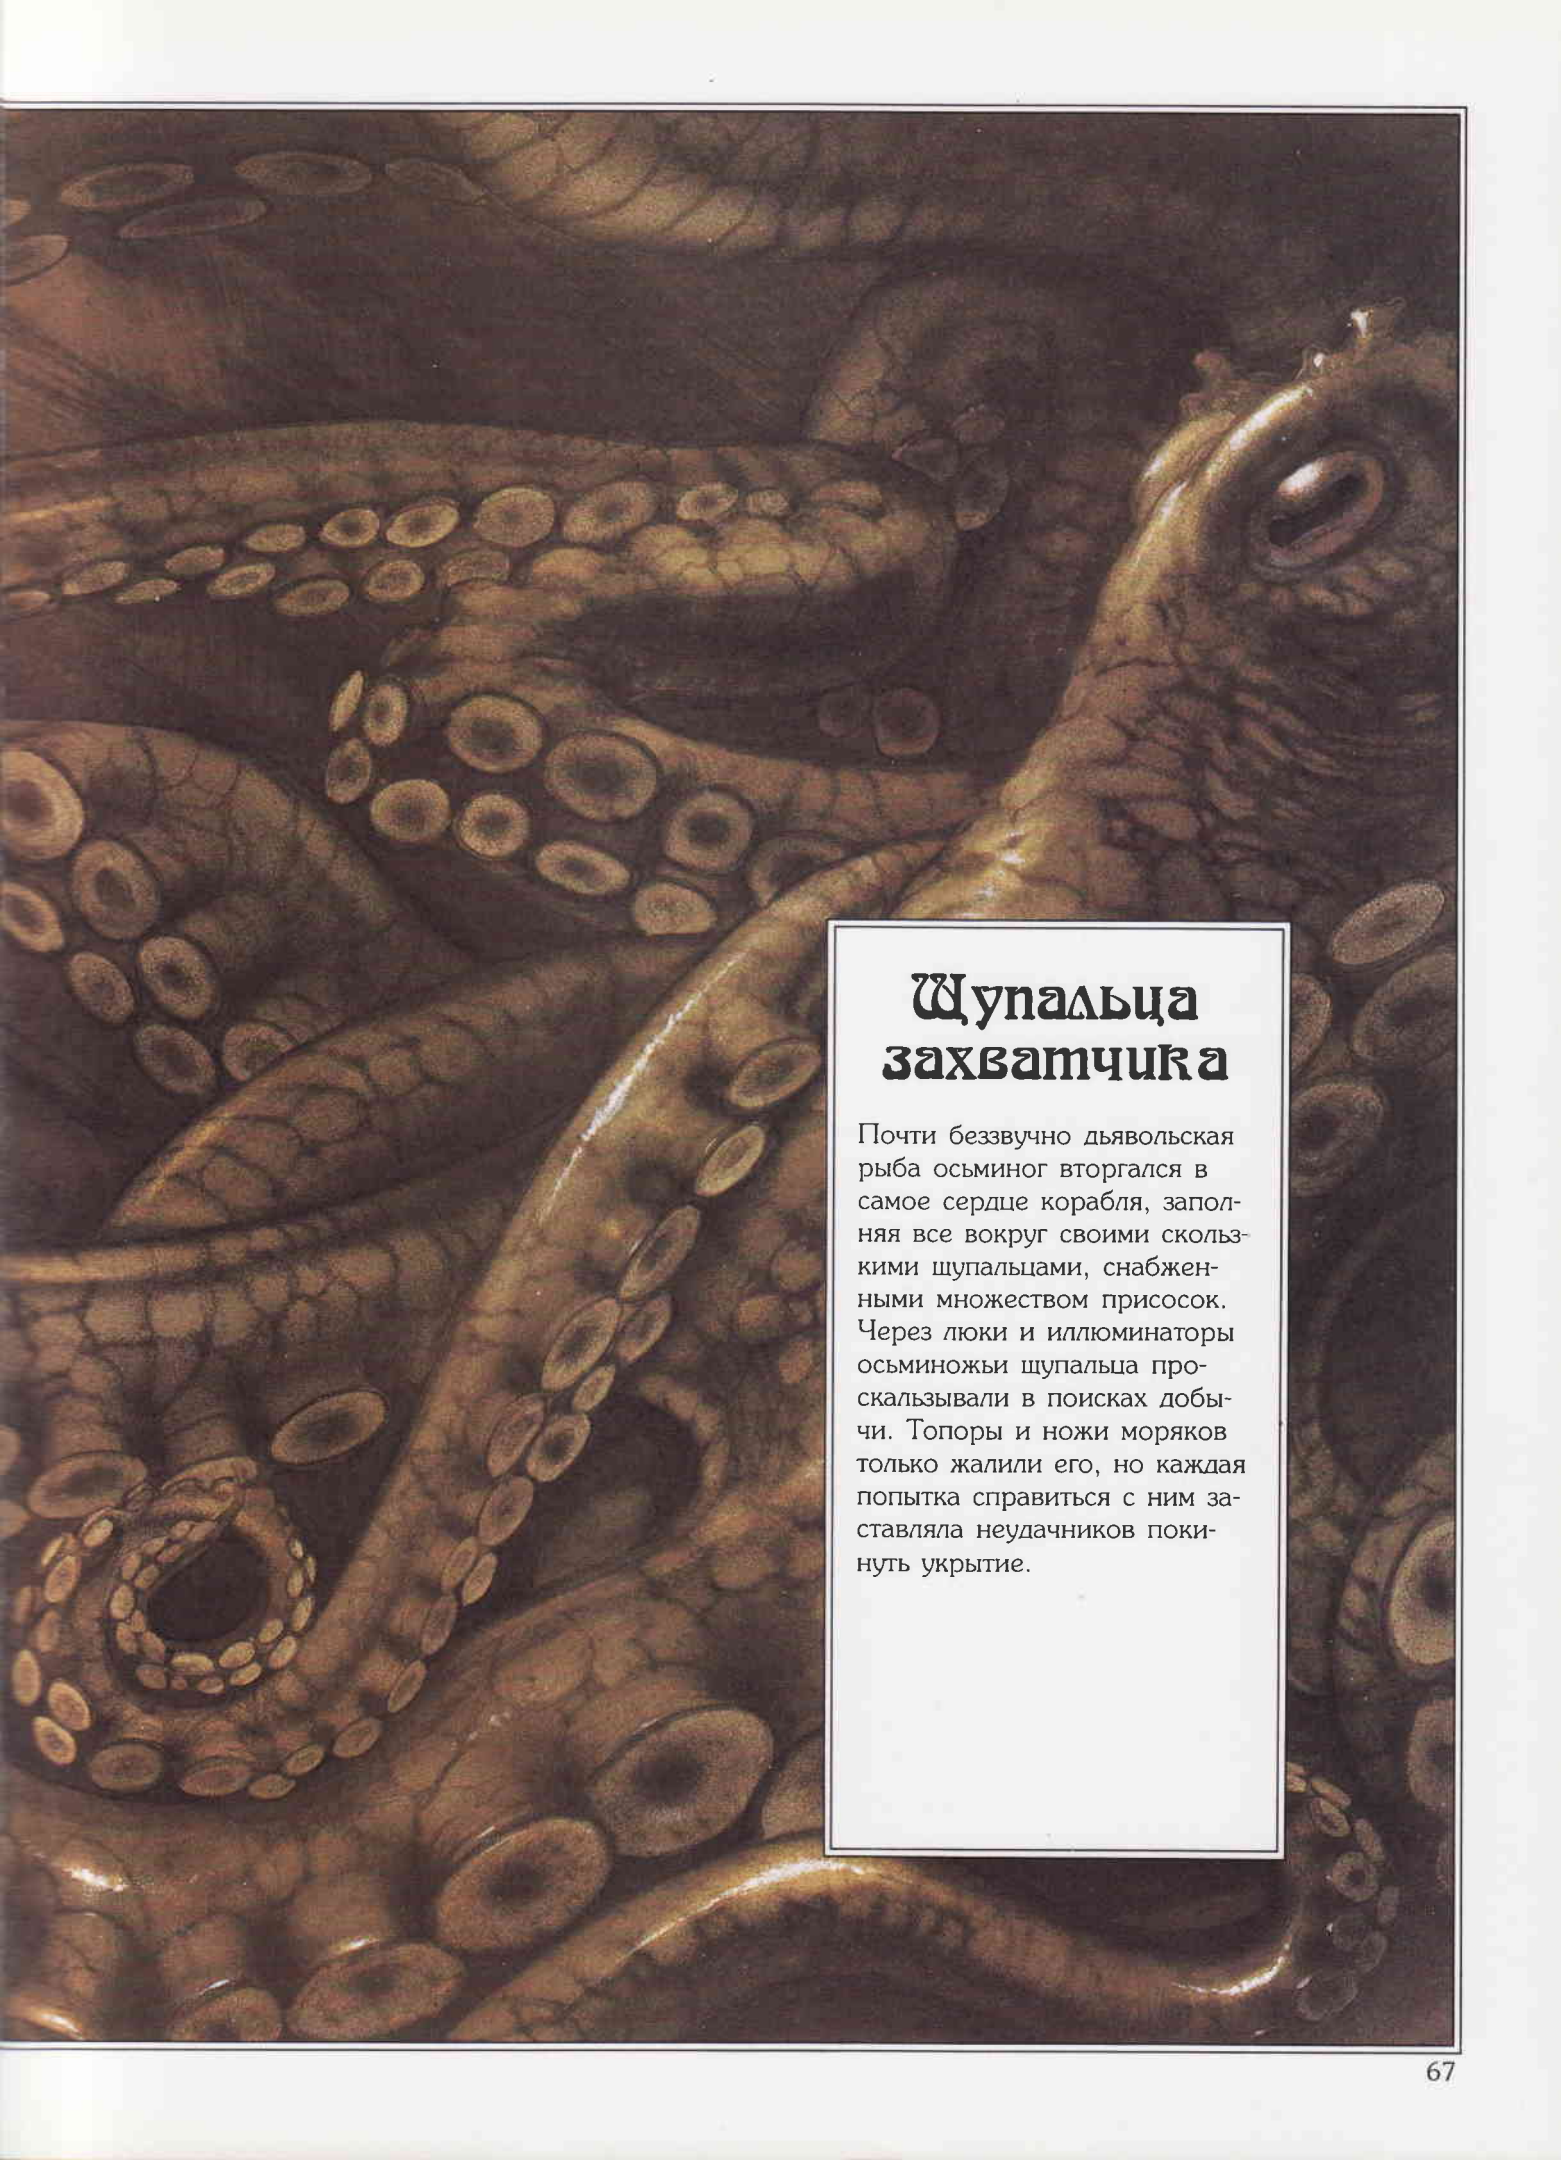 Щупальца
захватчика
Почти беззвучно дьявольская
рыба осьминог вторгался в
самое сердце корабля, запол-
няя все вокруг своими скольз-
кими щупальцами, снабжен-
ными множеством присосок.
Через люки и иллюминаторы
осьминожьи щупальца про-
скальзывали в поисках добы-
чи. Топоры и ножи моряков
только жалили его, но каждая
попытка справиться с ним за-
ставляла неудачников поки-
нуть укрытие.
67